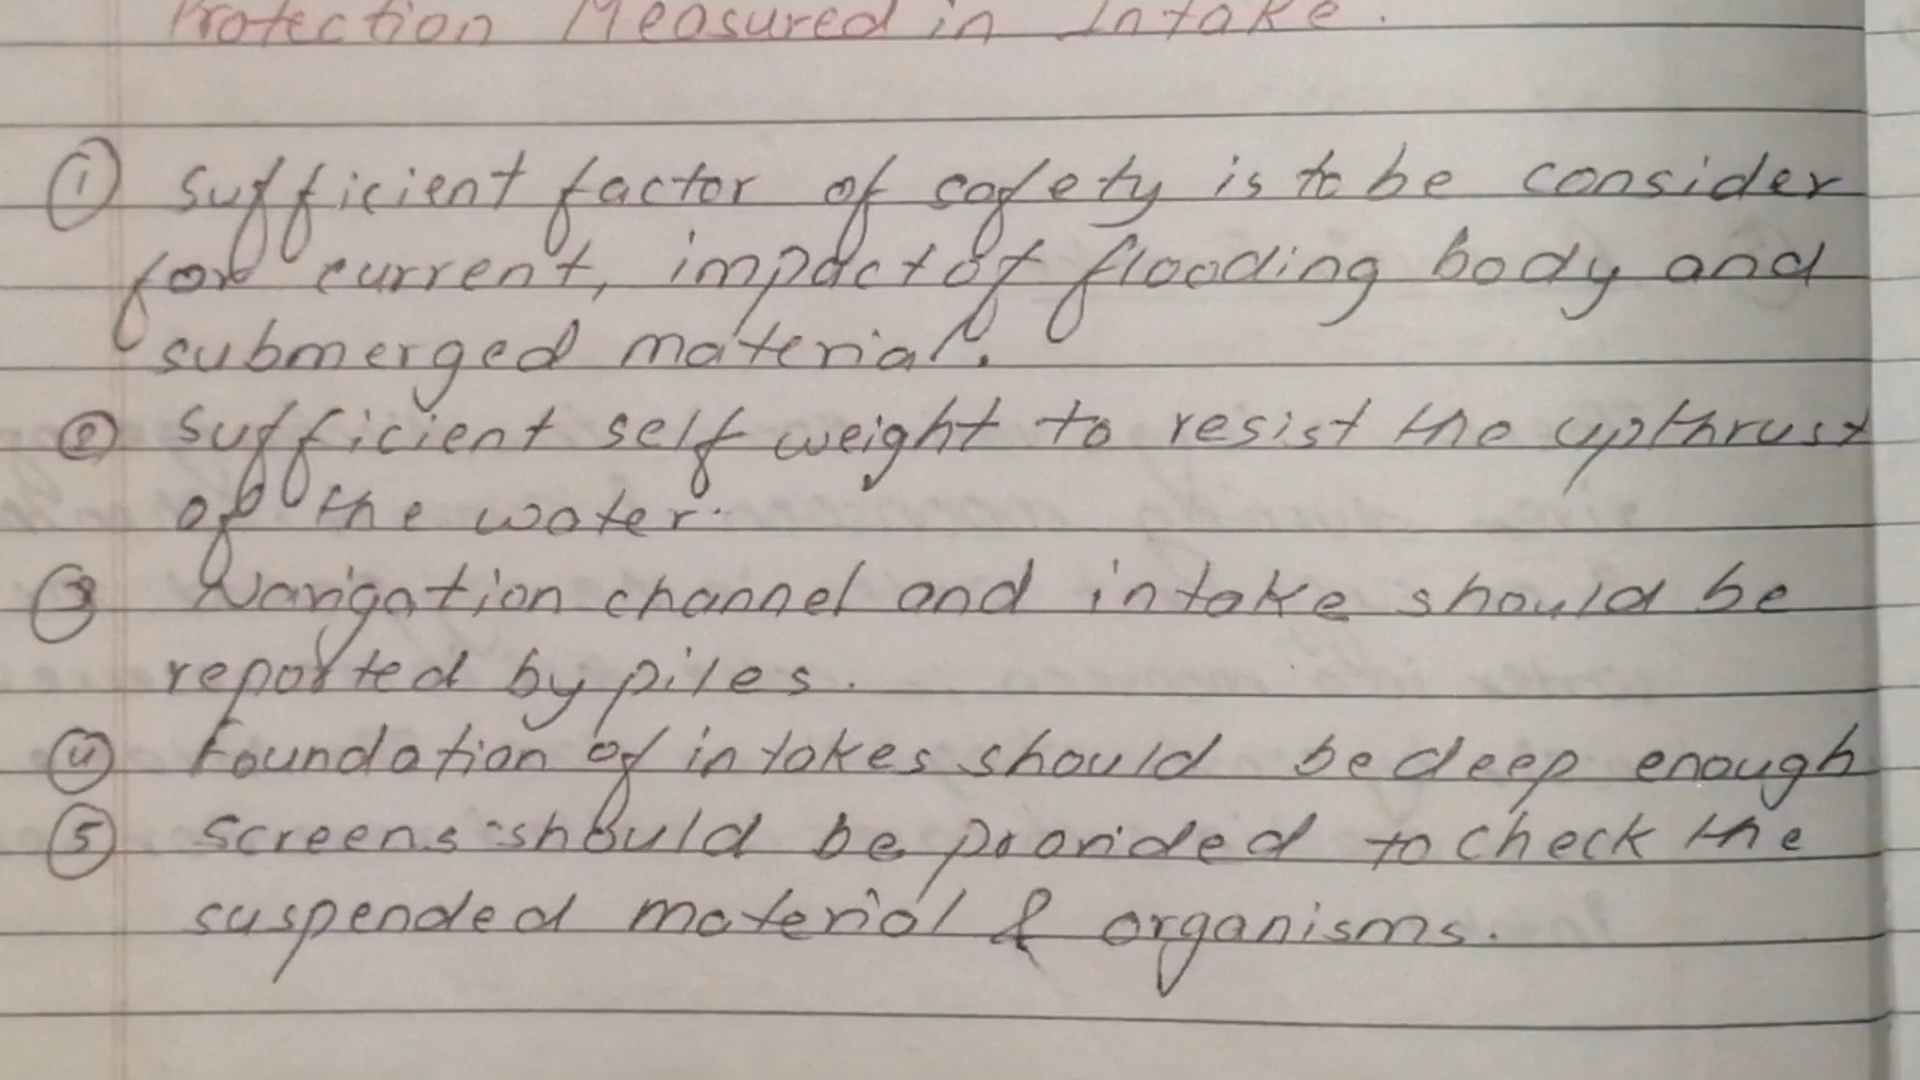 Protection Measured in Intake.
① sufficient factor of safety is to be consider
for current, impact of flooding body and
submerged material.
② sufficient self weight to resist the upthrust
of the water.
③ Navigation channel and intake should be
reported by piles.
④ Foundation of intakes should be deep enough
⑤ Screens should be provided to check the
suspended material & organisms.